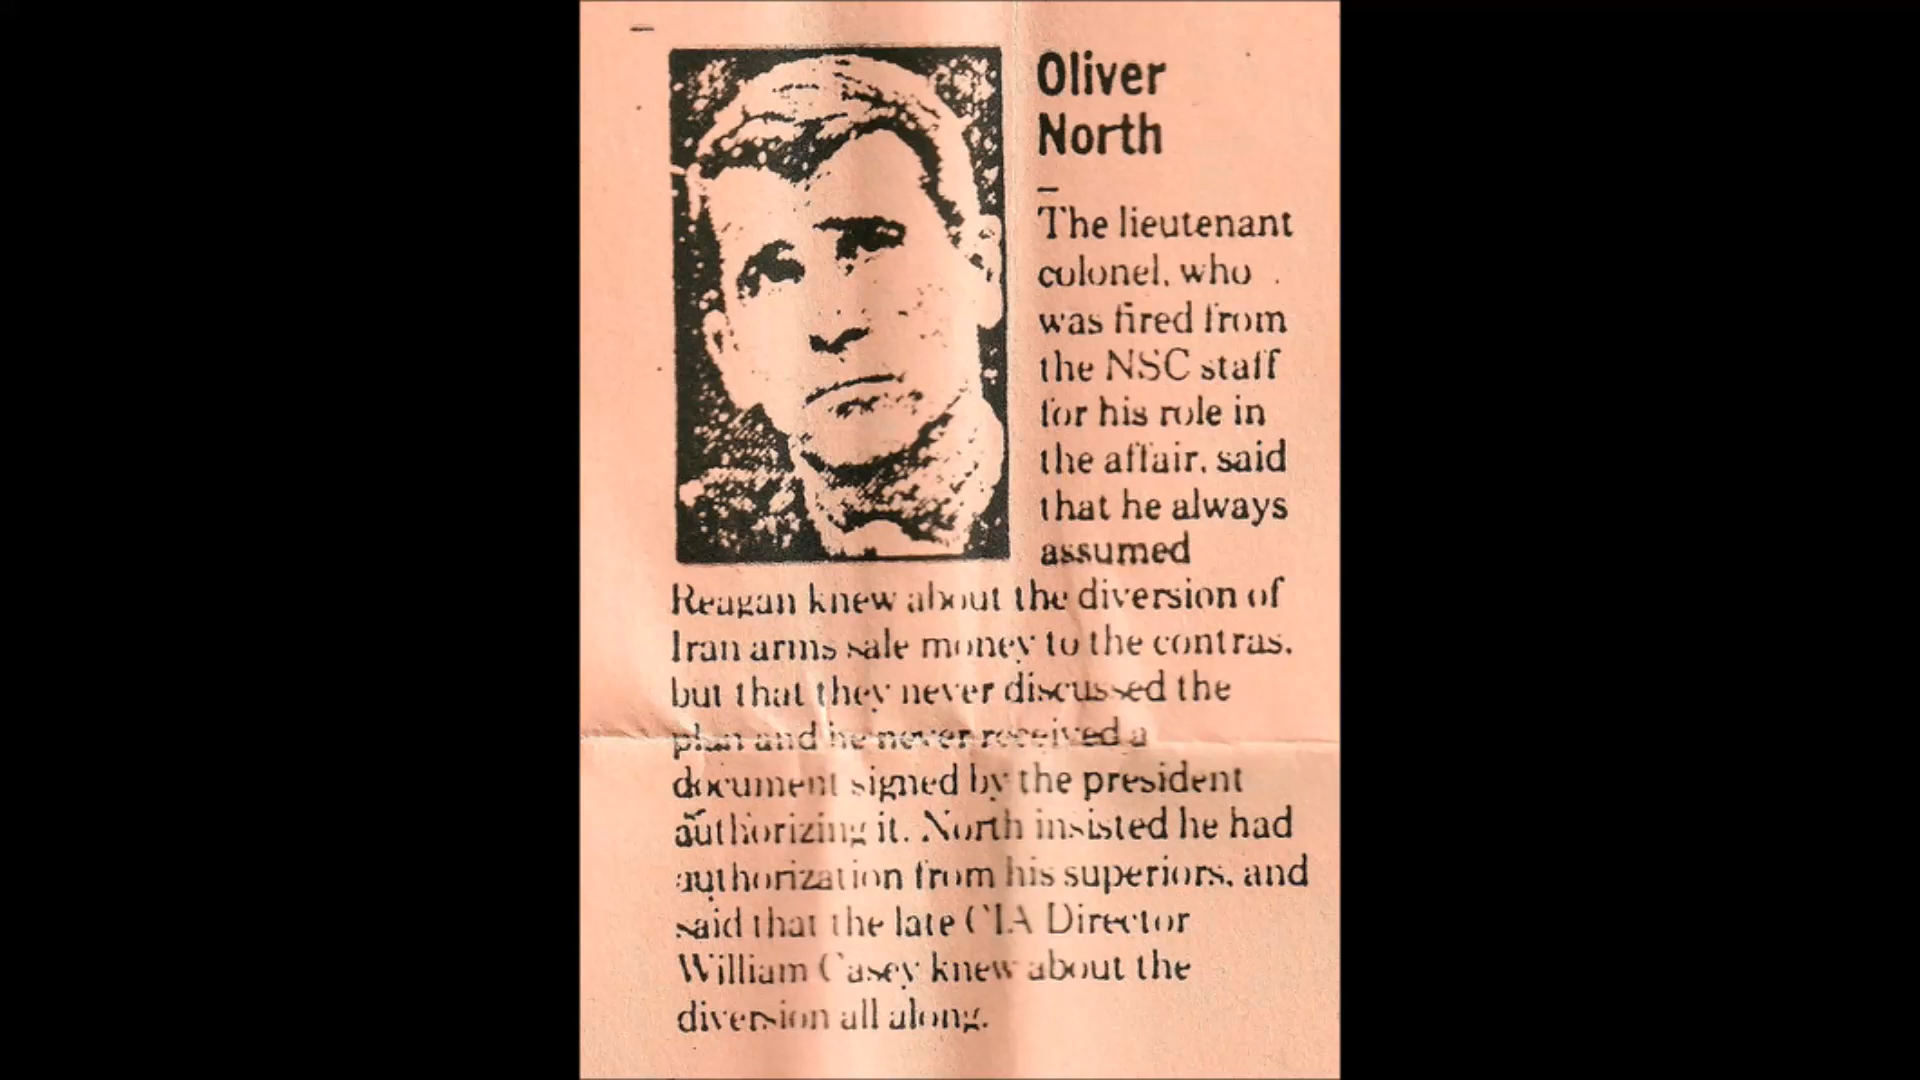 Oliver
North
The lieutenant
colonel, who
was fired from
the NSC staff
for his role in
the affair, said
that he always
assumed
Reagan knew about the diversion of
Iran arms sale money to the contras,
but that they never discussed the
plan and he never received a
document signed by the president
authorizing it. North insisted he had
authorization from his superiors, and
said that the late CIA Director
William Casey knew about the
diversion all along.